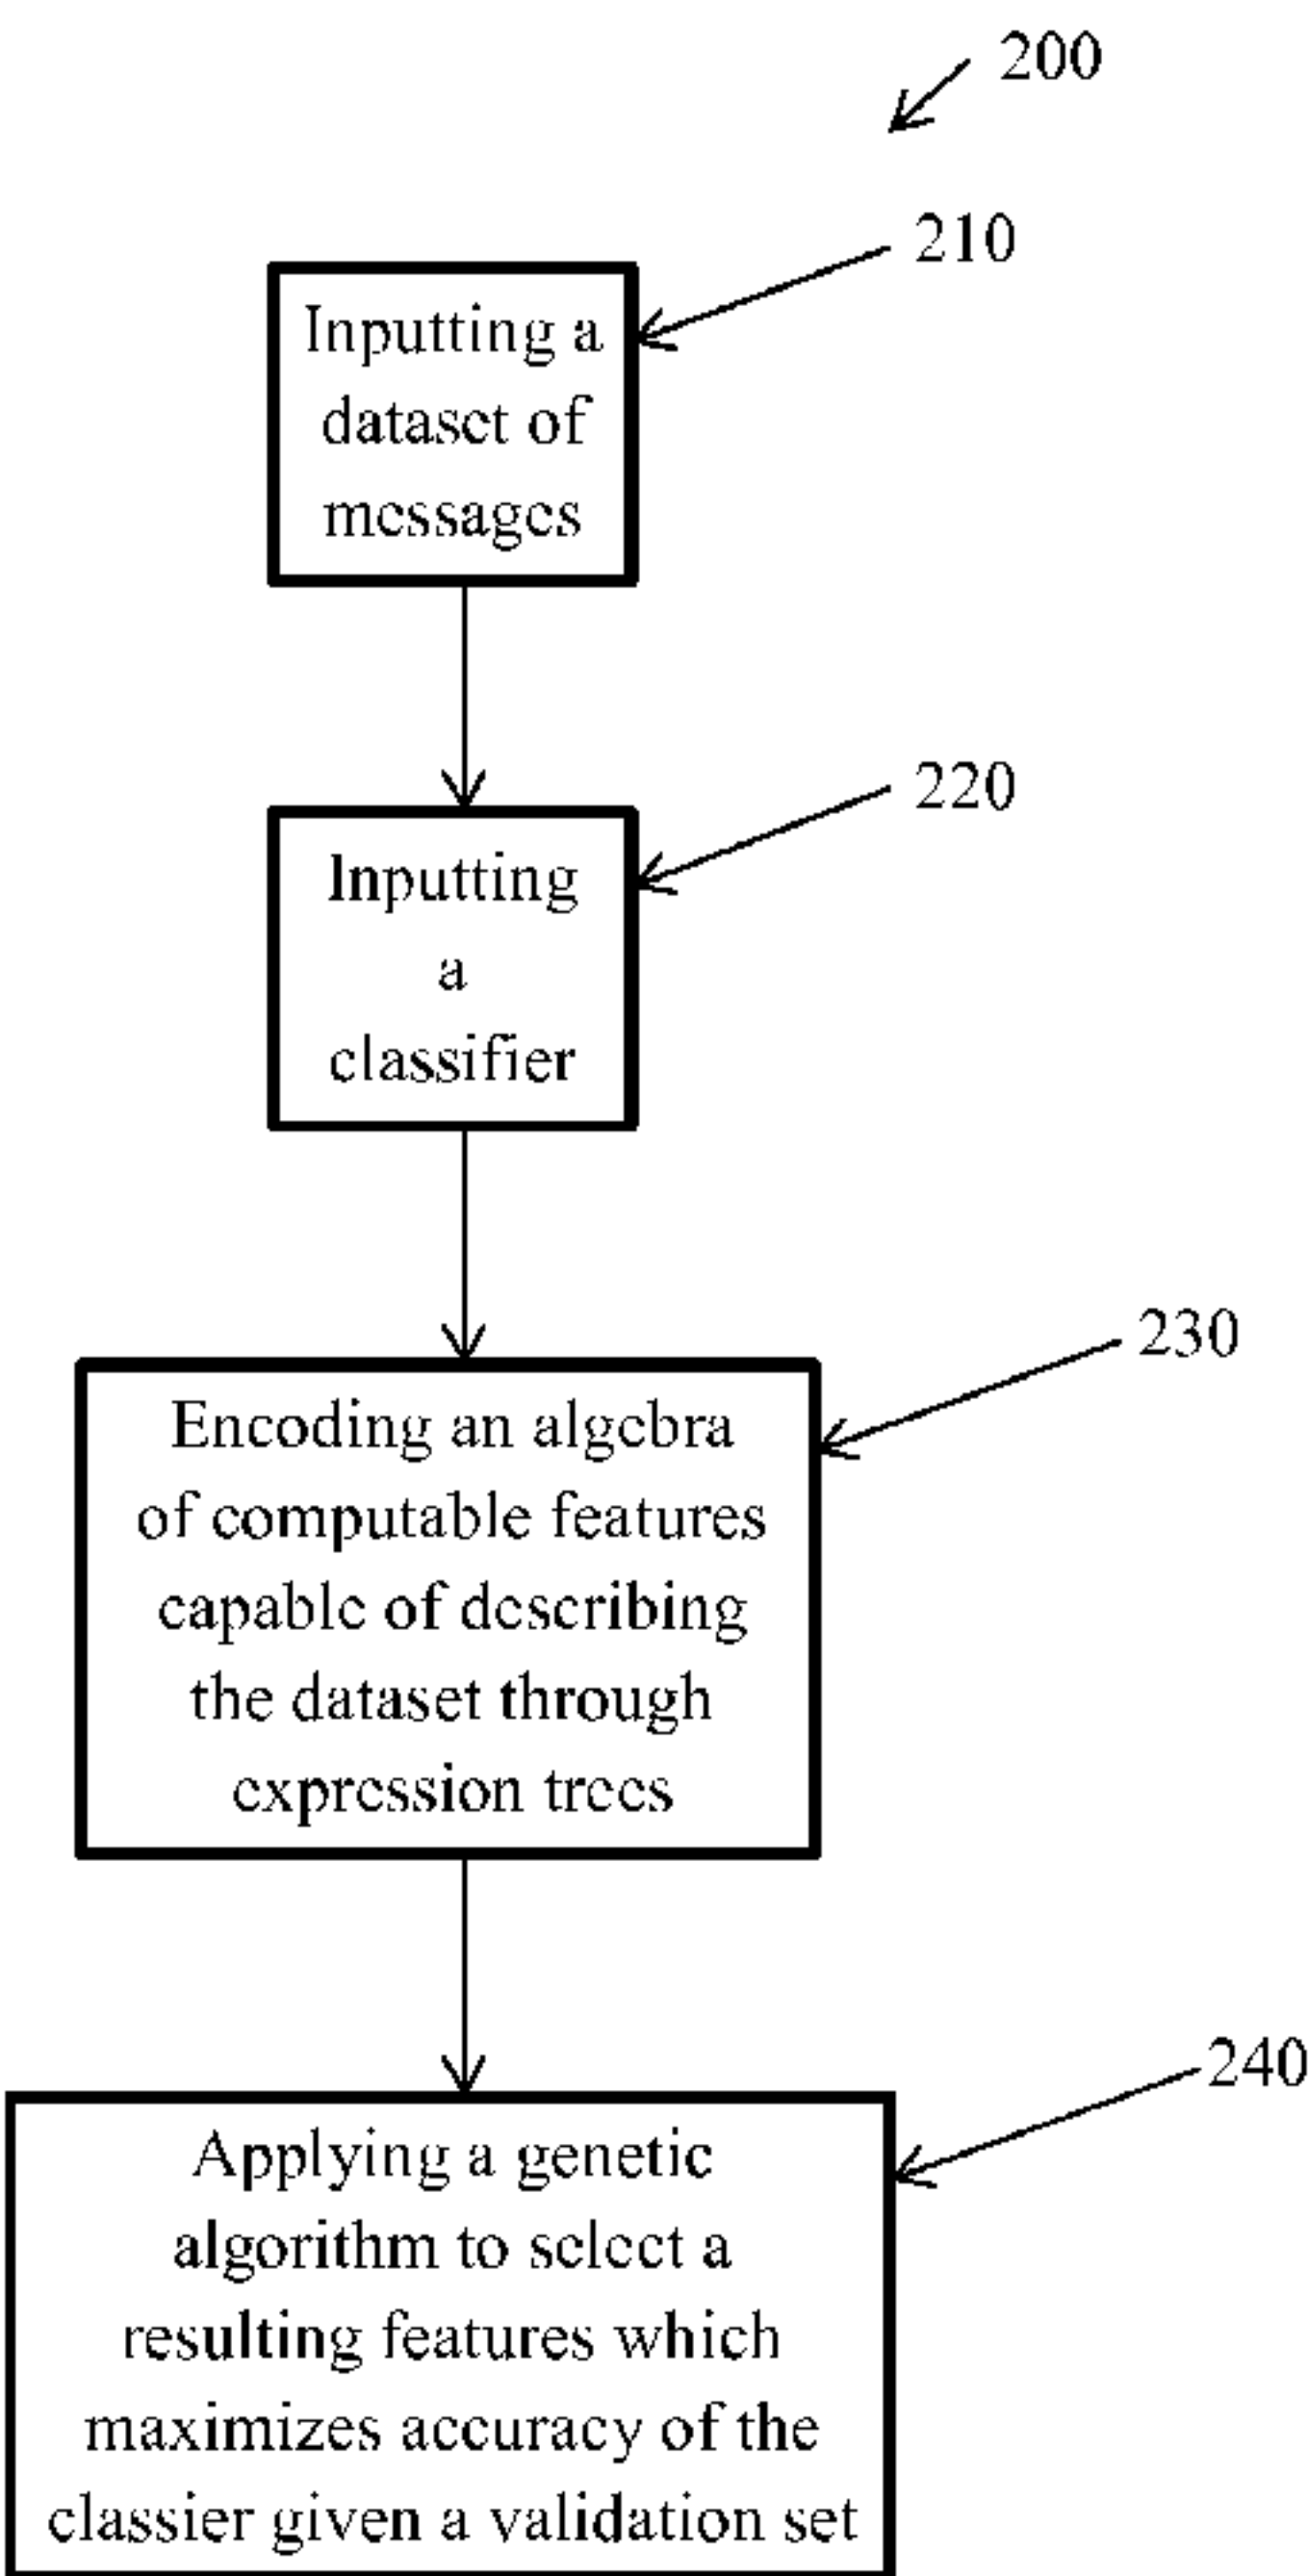 200
210
Inputting a
dataset of
messages
220
Inputting
a
classifier
230
Encoding an algebra
of computable features
capable of describing
the dataset through
expression trees
240
Applying a genetic
algorithm to select a
resulting features which
maximizes accuracy of the
classier given a validation set